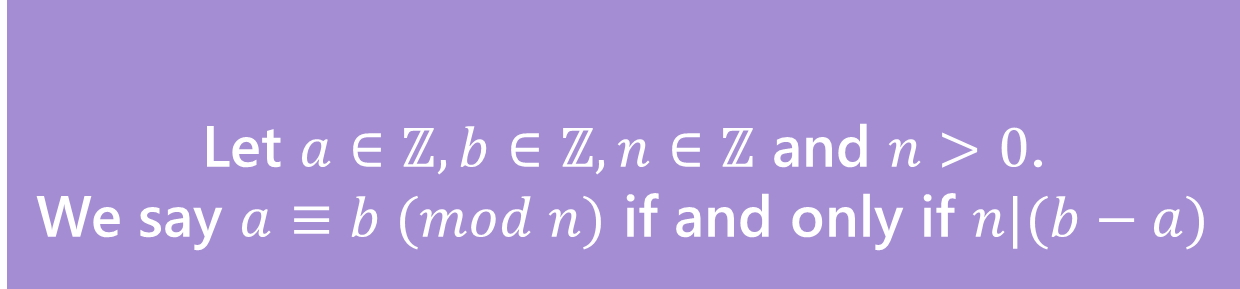 Let a ∈ ℤ, b ∈ ℤ, n ∈ ℤ and n > 0.
We say a ≡ b (mod n) if and only if n|(b − a)